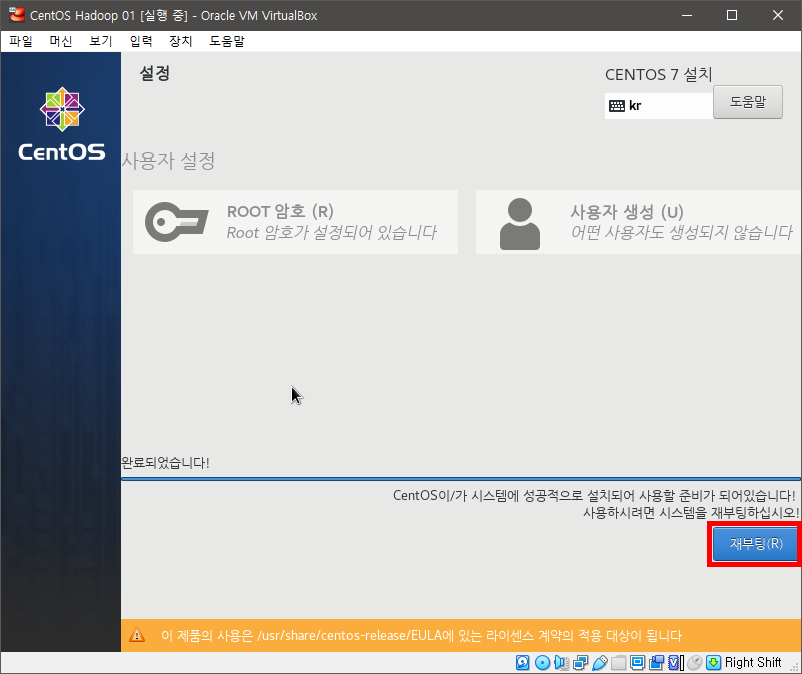 CentOS Hadoop 01 [실행 중] - Oracle VM VirtualBox
파일 머신 보기 입력 장치 도움말
설정
CENTOS 7 설치
kr
도움말
CentOS
사용자 설정
ROOT 암호 (R)
Root 암호가 설정되어 있습니다
사용자 생성 (U)
어떤 사용자도 생성되지 않습니다
완료되었습니다!
CentOS이/가 시스템에 성공적으로 설치되어 사용할 준비가 되어있습니다!
사용하시려면 시스템을 재부팅하십시오!
재부팅(R)
이 제품의 사용은 /usr/share/centos-release/EULA에 있는 라이센스 계약의 적용 대상이 됩니다
Right Shift